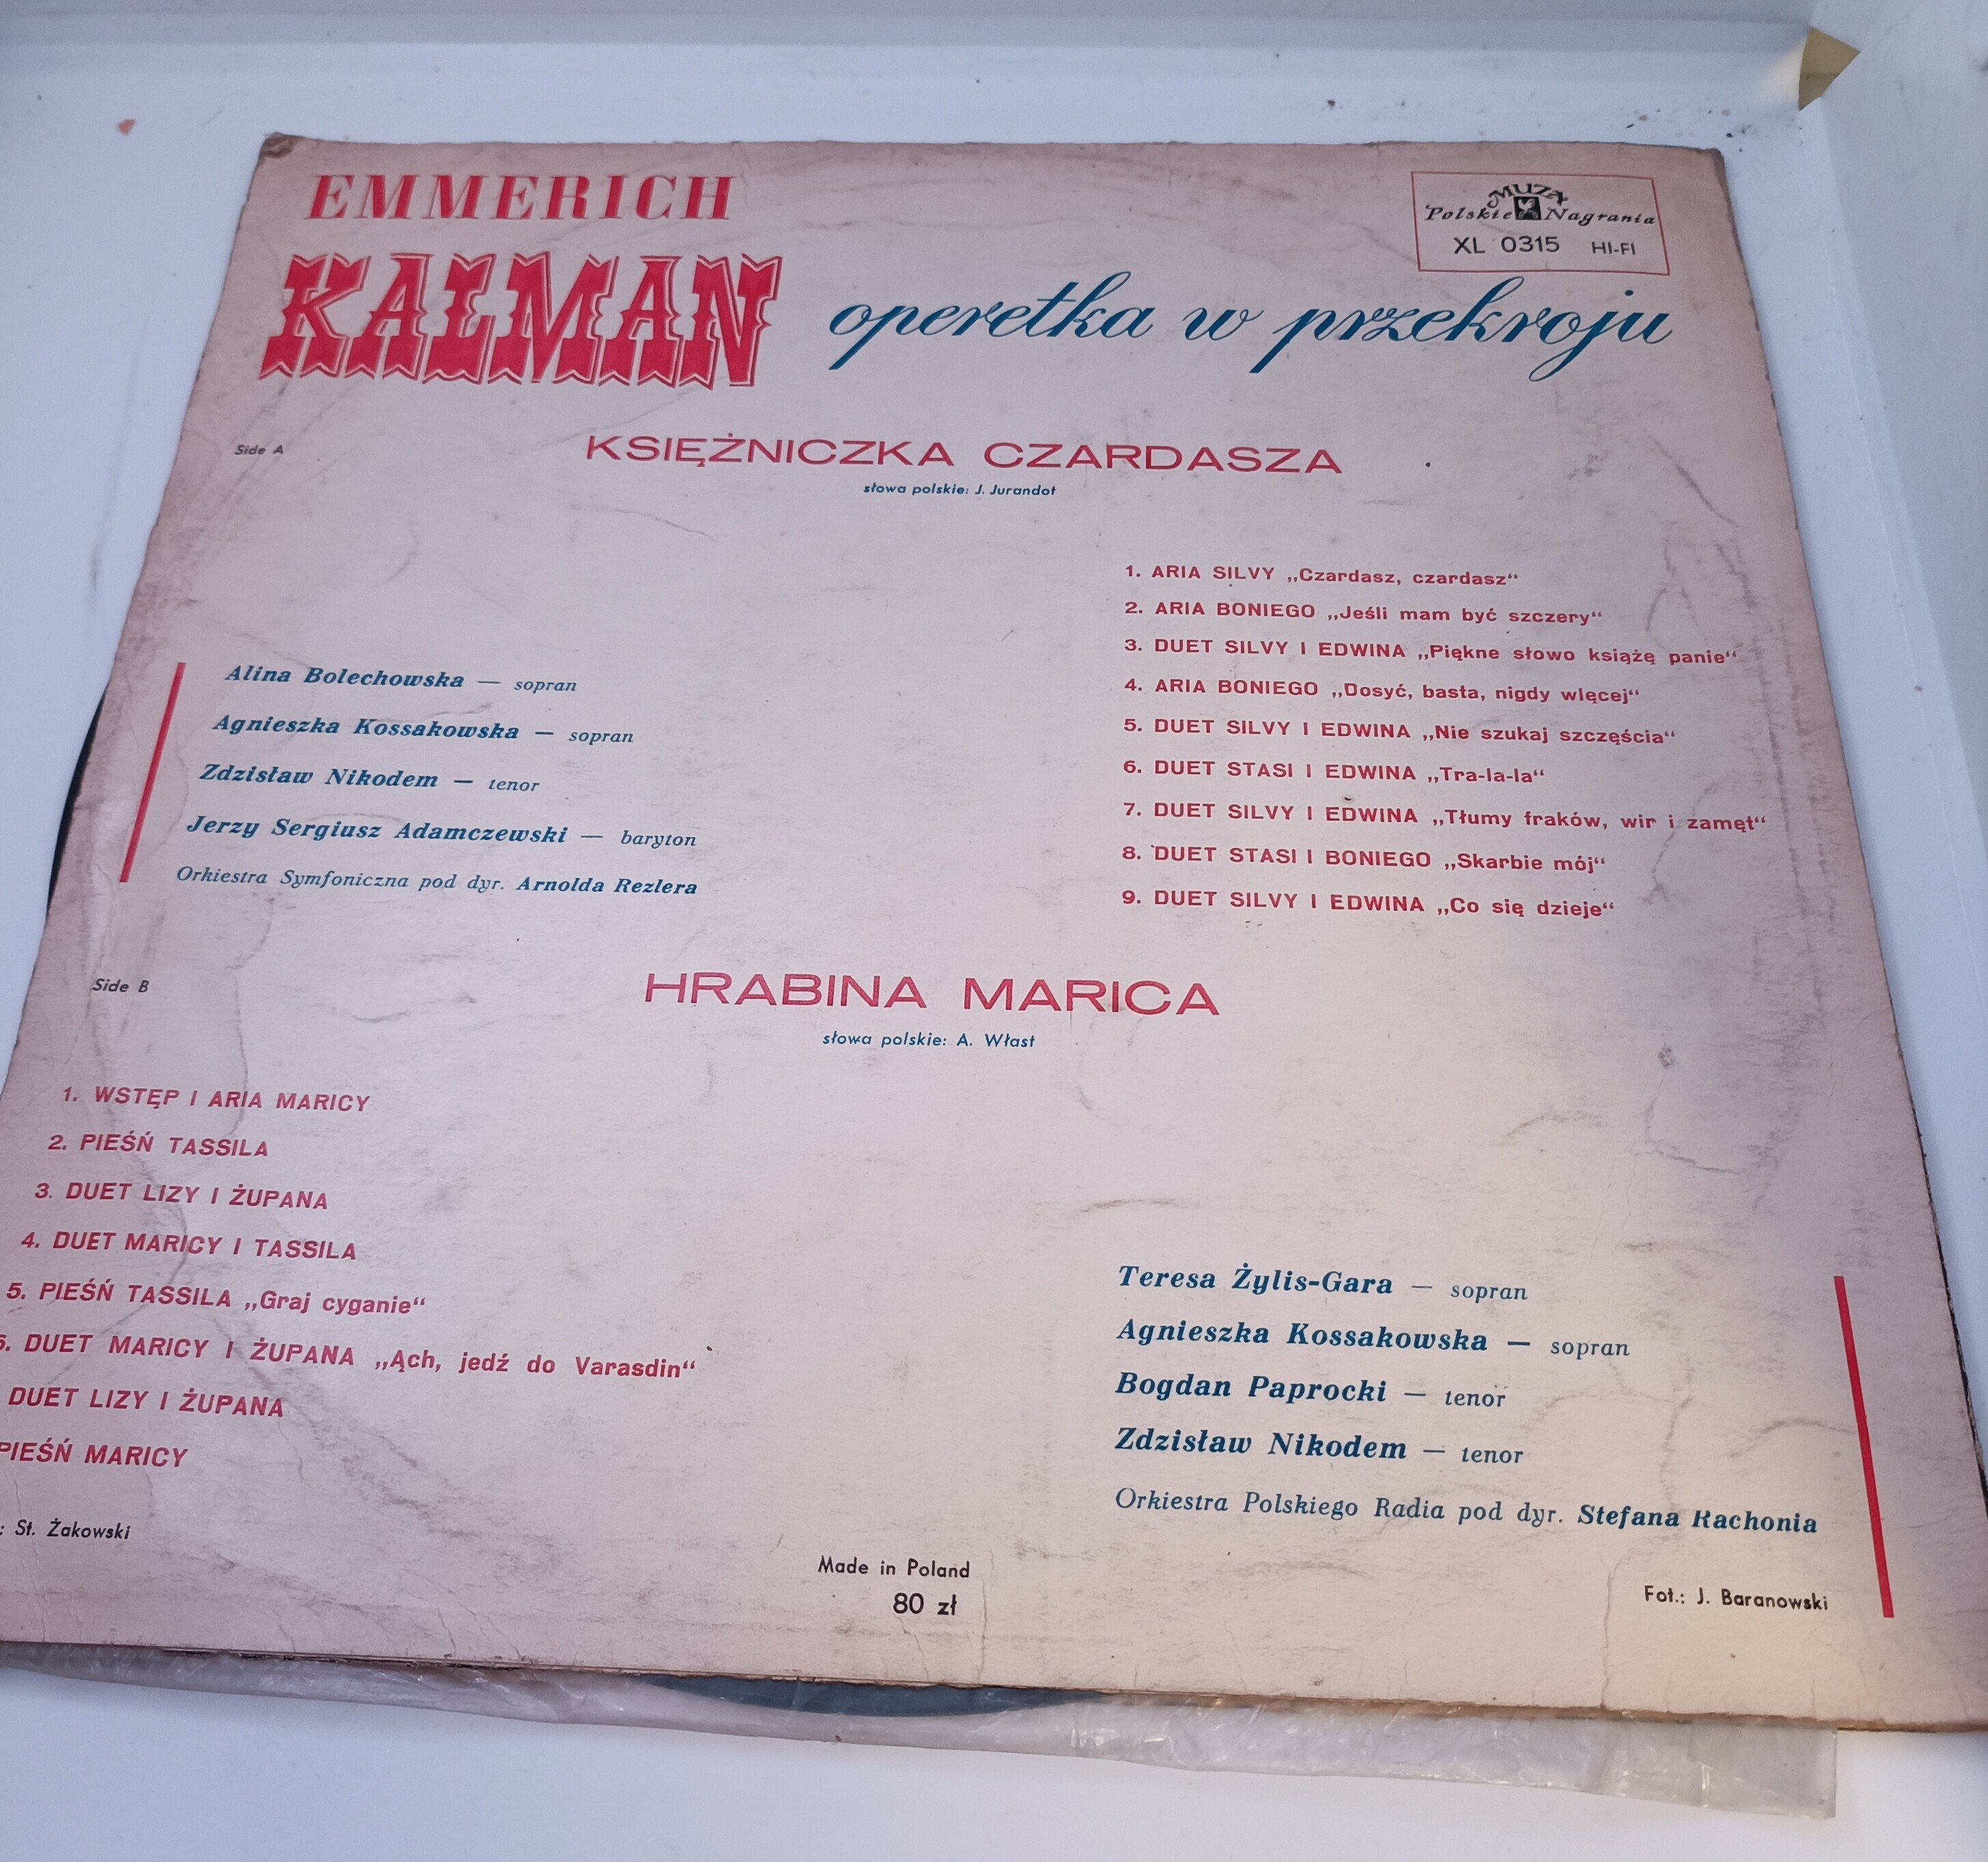 EMMERICH
KALMAN operetka w przekroju
MUZA
Polskie Nagrania
XL 0315 HI-FI
Side A
KSIĘŻNICZKA CZARDASZA
słowa polskie: J. Jurandot
Alina Bolechowska — sopran
Agnieszka Kossakowska — sopran
Zdzisław Nikodem — tenor
Jerzy Sergiusz Adamczewski — baryton
Orkiestra Symfoniczna pod dyr. Arnolda Rezlera
1. ARIA SILVY „Czardasz, czardasz“
2. ARIA BONIEGO „Jeśli mam być szczery“
3. DUET SILVY I EDWINA „Piękne słowo książę panie“
4. ARIA BONIEGO „Dosyć, basta, nigdy więcej“
5. DUET SILVY I EDWINA „Nie szukaj szczęścia“
6. DUET STASI I EDWINA „Tra-la-la“
7. DUET SILVY I EDWINA „Tłumy fraków, wir i zamęt“
8. DUET STASI I BONIEGO „Skarbie mój“
9. DUET SILVY I EDWINA „Co się dzieje“
Side B
HRABINA MARICA
słowa polskie: A. Włast
1. WSTĘP I ARIA MARICY
2. PIEŚŃ TASSILA
3. DUET LIZY I ŻUPANA
4. DUET MARICY I TASSILA
5. PIEŚŃ TASSILA „Graj cyganie“
6. DUET MARICY I ŻUPANA „Ąch, jedź do Varasdin“
DUET LIZY I ŻUPANA
PIEŚŃ MARICY
: St. Żakowski
Teresa Żylis-Gara — sopran
Agnieszka Kossakowska — sopran
Bogdan Paprocki — tenor
Zdzisław Nikodem — tenor
Orkiestra Polskiego Radia pod dyr. Stefana Rachonia
Made in Poland
80 zł
Fot.: J. Baranowski